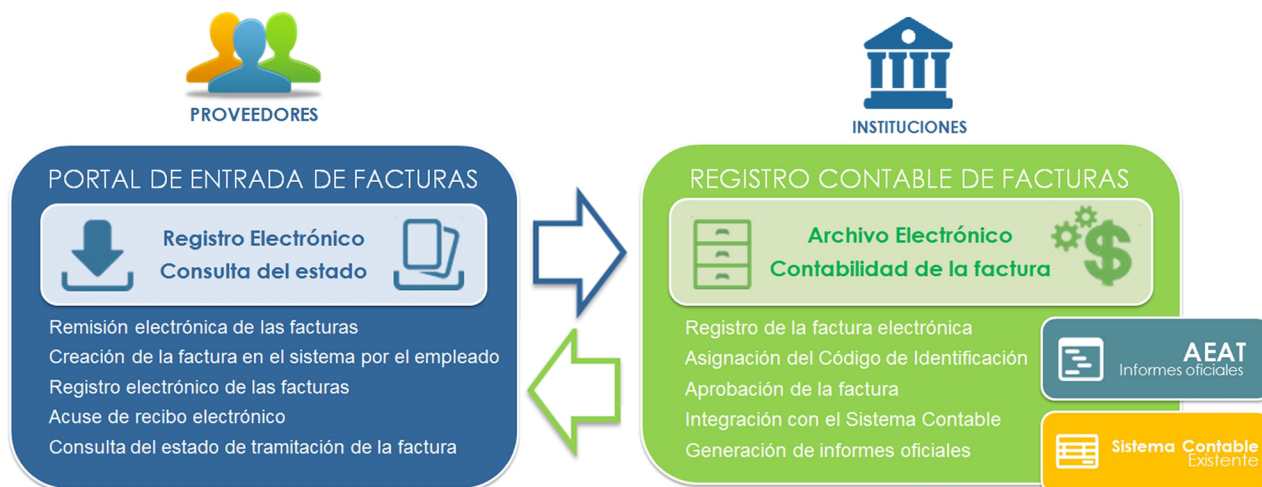 PROVEEDORES
INSTITUCIONES
PORTAL DE ENTRADA DE FACTURAS
Registro Electrónico
Consulta del estado
Remisión electrónica de las facturas
Creación de la factura en el sistema por el empleado
Registro electrónico de las facturas
Acuse de recibo electrónico
Consulta del estado de tramitación de la factura
REGISTRO CONTABLE DE FACTURAS
Archivo Electrónico
Contabilidad de la factura
$
Registro de la factura electrónica
Asignación del Código de Identificación
Aprobación de la factura
Integración con el Sistema Contable
Generación de informes oficiales
AEAT
Informes oficiales
Sistema Contable
Existente